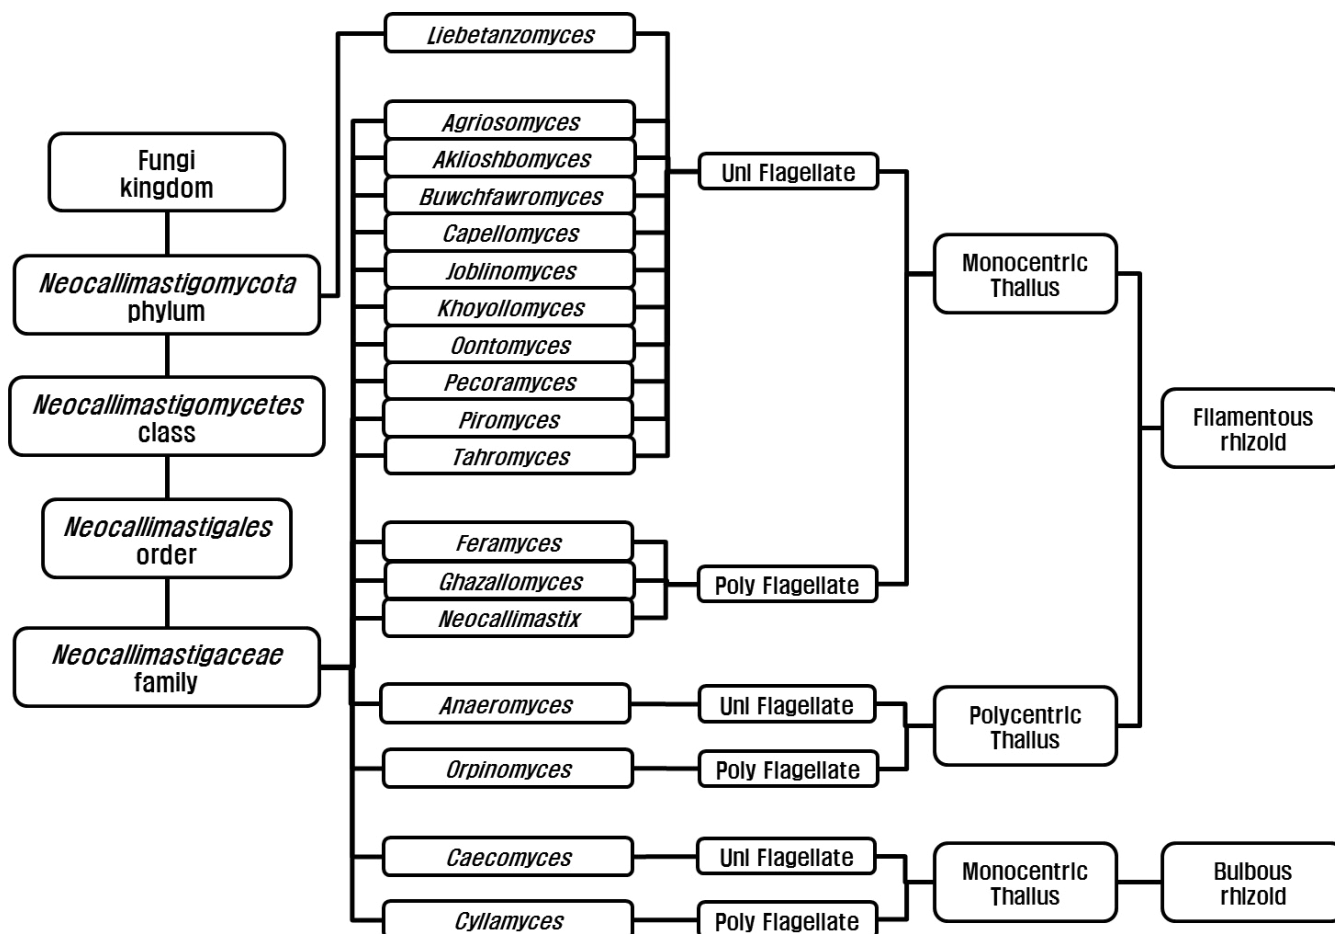 Fungi
kingdom
Neocallimastigomycota
phylum
Neocallimastigomycetes
class
Neocallimastigales
order
Neocallimastigaceae
family
Liebetanzomyces
Agriosomyces
Aklioshbomyces
Buwchfawromyces
Capellomyces
Joblinomyces
Khoyollomyces
Oontomyces
Pecoramyces
Piromyces
Tahromyces
Feramyces
Ghazallomyces
Neocallimastix
Anaeromyces
Orpinomyces
Caecomyces
Cyllamyces
Uni Flagellate
Poly Flagellate
Uni Flagellate
Poly Flagellate
Uni Flagellate
Poly Flagellate
Monocentric
Thallus
Polycentric
Thallus
Monocentric
Thallus
Filamentous
rhizoid
Bulbous
rhizoid